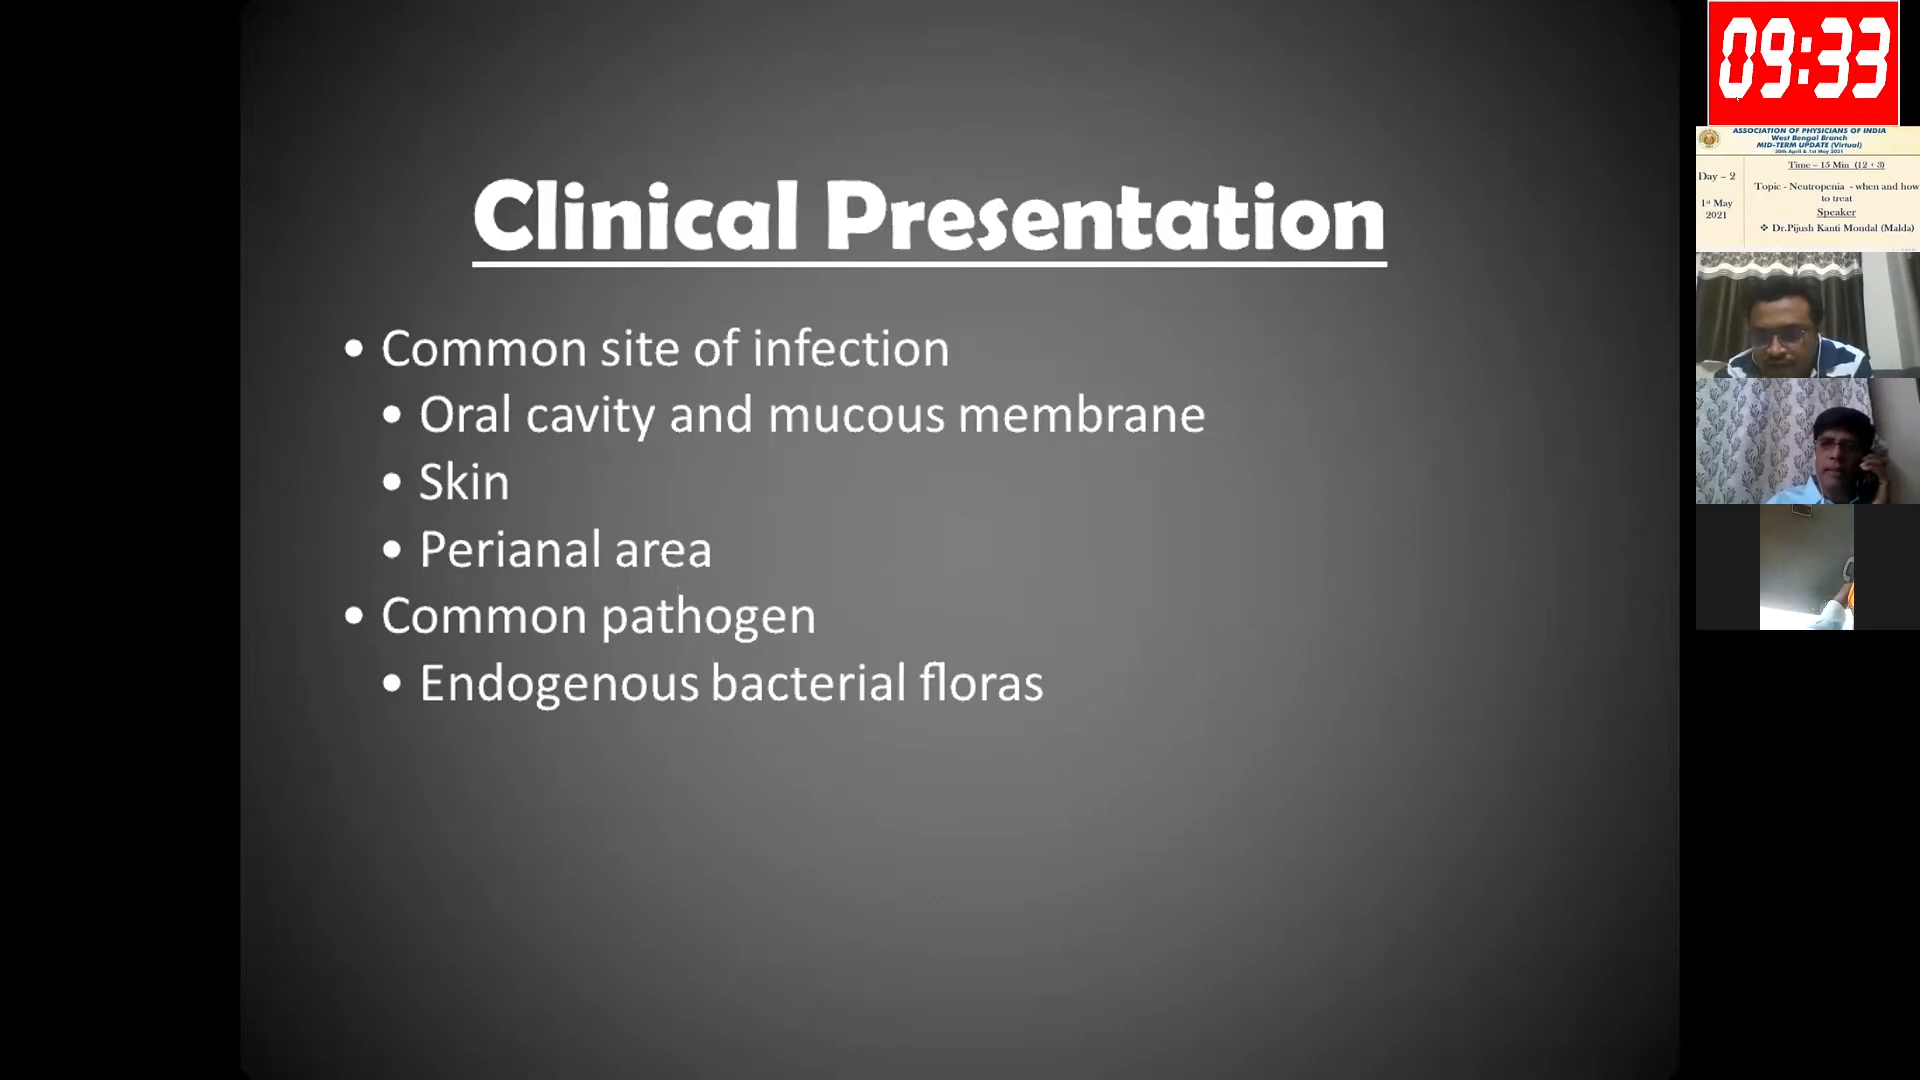 Clinical Presentation
• Common site of infection
• Oral cavity and mucous membrane
• Skin
• Perianal area
• Common pathogen
• Endogenous bacterial floras
09:33
ASSOCIATION OF PHYSICIANS OF INDIA
West Bengal Branch
MID-TERM UPDATE (Virtual)
30th April & 1st May 2021
Day – 2
1st May
2021
Time – 15 Min (12 + 3)
Topic - Neutropenia - when and how
to treat
Speaker
❖ Dr.Pijush Kanti Mondal (Malda)